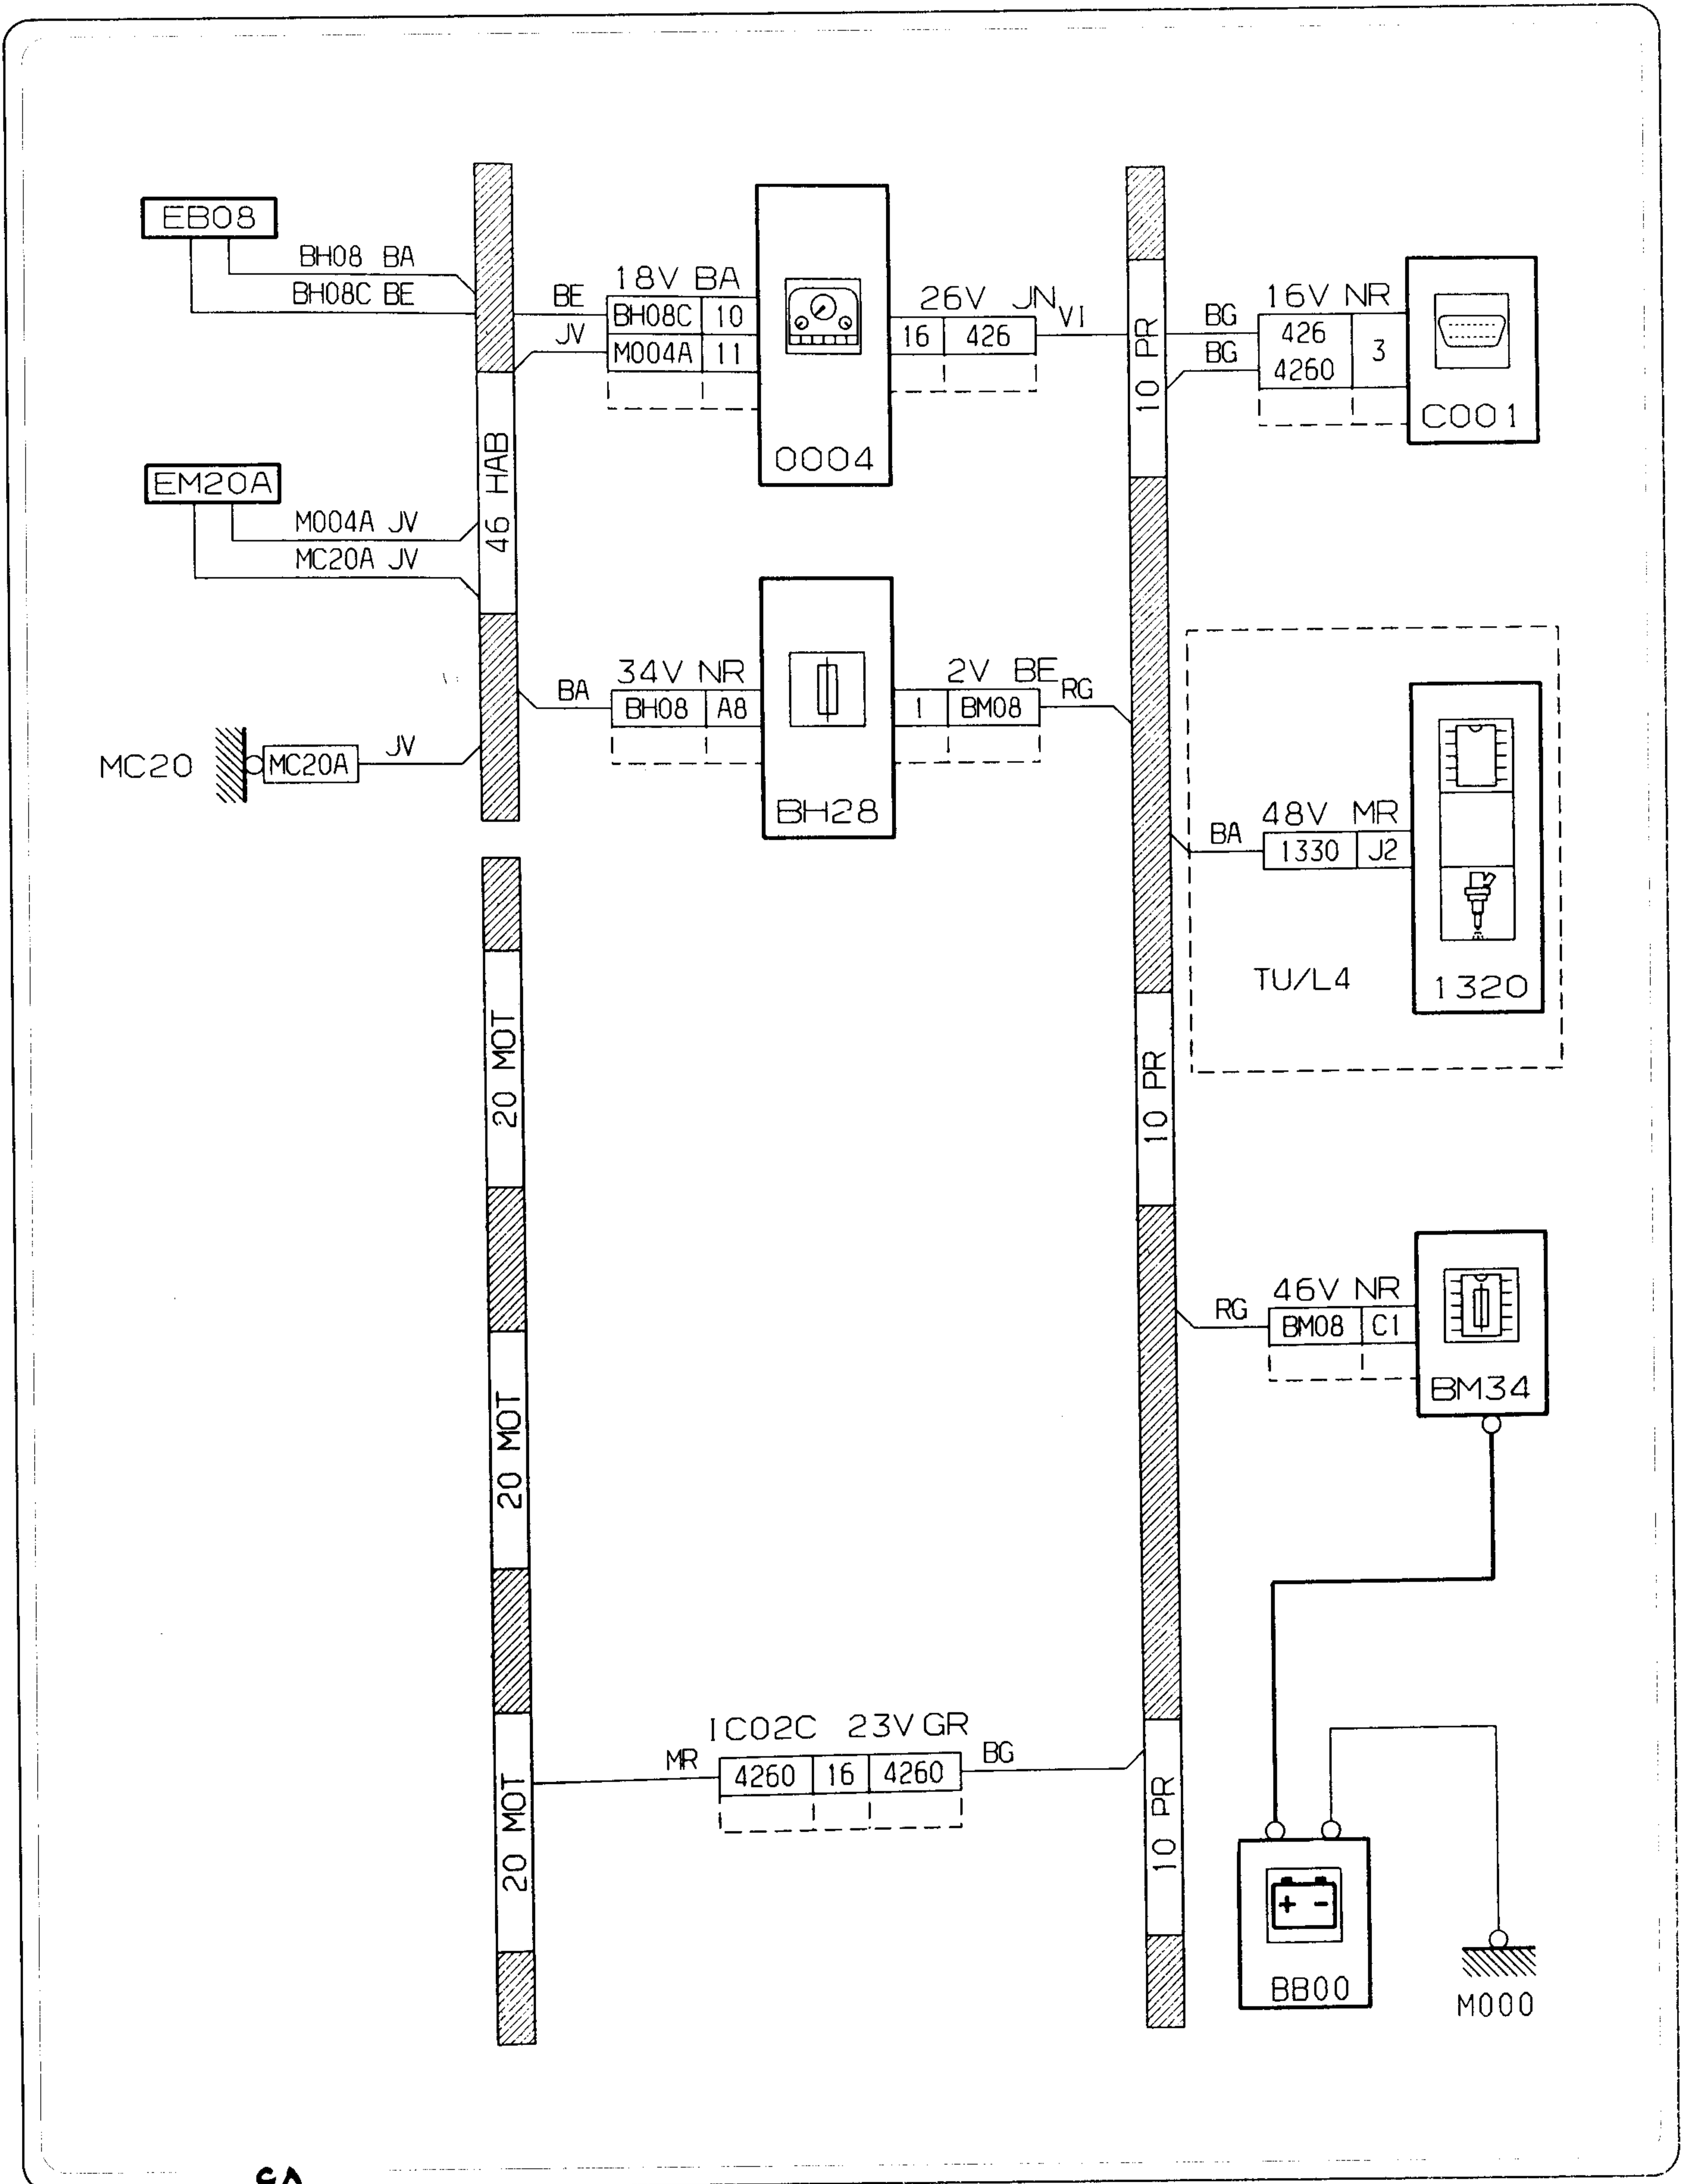 EB08
BH08 BA
BH08C BE
BE
JV
18V BA
BH08C 10
M004A 11
0004
26V JN
16 426
VI
10 PR
BG
BG
16V NR
426
4260
3
C001
46 HAB
EM20A
M004A JV
MC20A JV
BA
34V NR
BH08 A8
BH28
2V BE
1 BM08
RG
MC20
MC20A
JV
BA
48V MR
1330 J2
TU/L4
1320
20 MOT
10 PR
RG
46V NR
BM08 C1
BM34
20 MOT
20 MOT
MR
IC02C 23V GR
4260 16 4260
BG
10 PR
+ -
BB00
M000